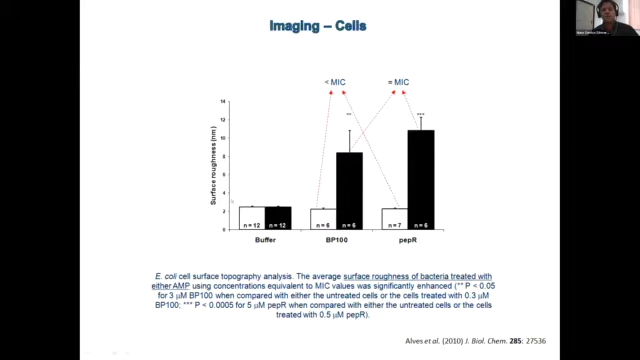 Imaging – Cells
< MIC
= MIC
14
12
10
8
6
4
2
0
Surface roughness (nm)
**
***
n = 12
n = 12
n = 6
n = 6
n = 7
n = 6
Buffer
BP100
pepR
E. coli cell surface topography analysis. The average surface roughness of bacteria treated with
either AMP using concentrations equivalent to MIC values was significantly enhanced (** P < 0.05
for 3 μM BP100 when compared with either the untreated cells or the cells treated with 0.3 μM
BP100; *** P < 0.0005 for 5 μM pepR when compared with either the untreated cells or the cells
treated with 0.5 μM pepR).
Alves et al. (2010) J. Biol. Chem. 285: 27536